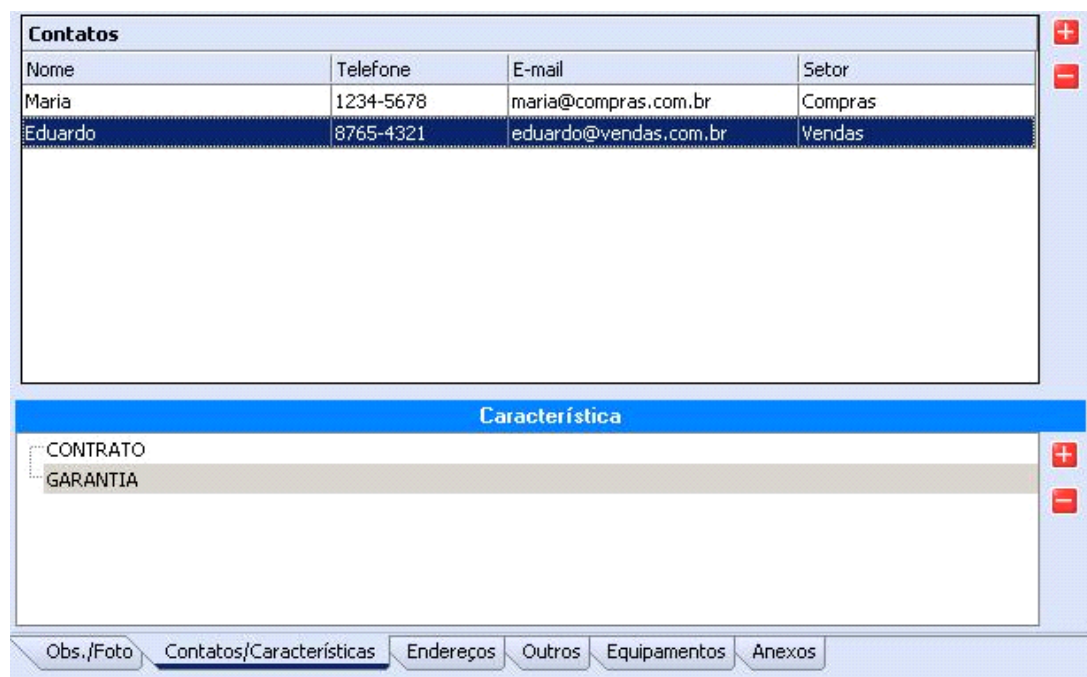 Contatos
Nome Telefone E-mail Setor
Maria 1234-5678 maria@compras.com.br Compras
Eduardo 8765-4321 eduardo@vendas.com.br Vendas
Característica
CONTRATO
GARANTIA
Obs./Foto Contatos/Características Endereços Outros Equipamentos Anexos